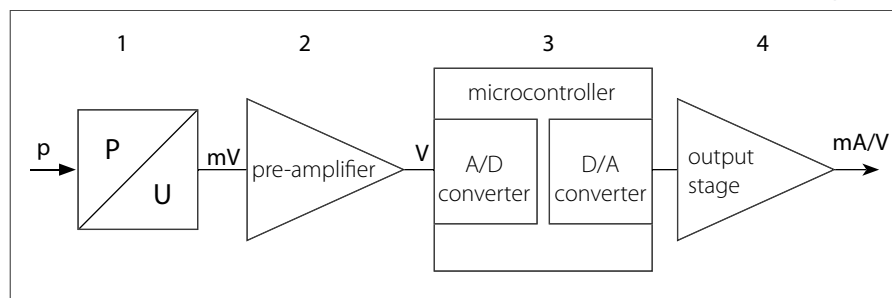 1
2
3
4
p
P
U
mV
pre-amplifier
V
microcontroller
A/D
converter
D/A
converter
output
stage
mA/V